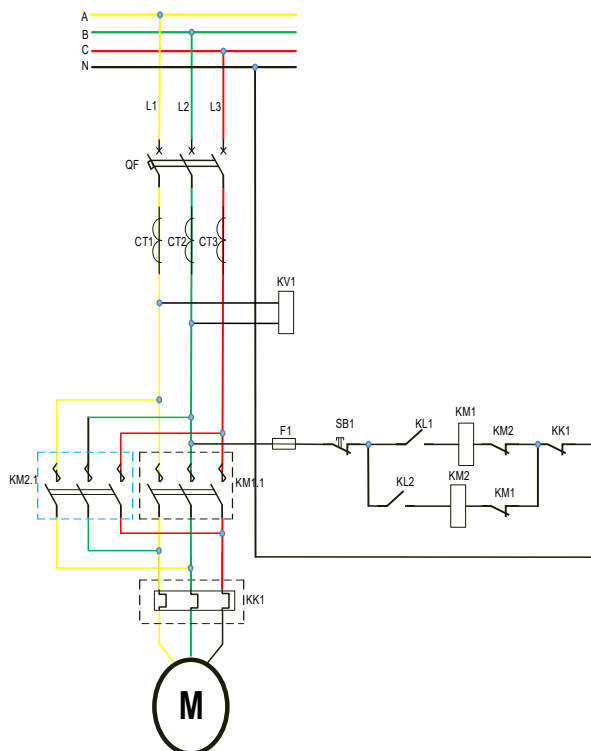 A
B
C
N
L1 L2 L3
QF
CT1 CT2 CT3
KV1
F1 SB1 KL1 KM1 KM2 KK1
KL2 KM2 KM1
KM2.1 KM1.1
KK1
M